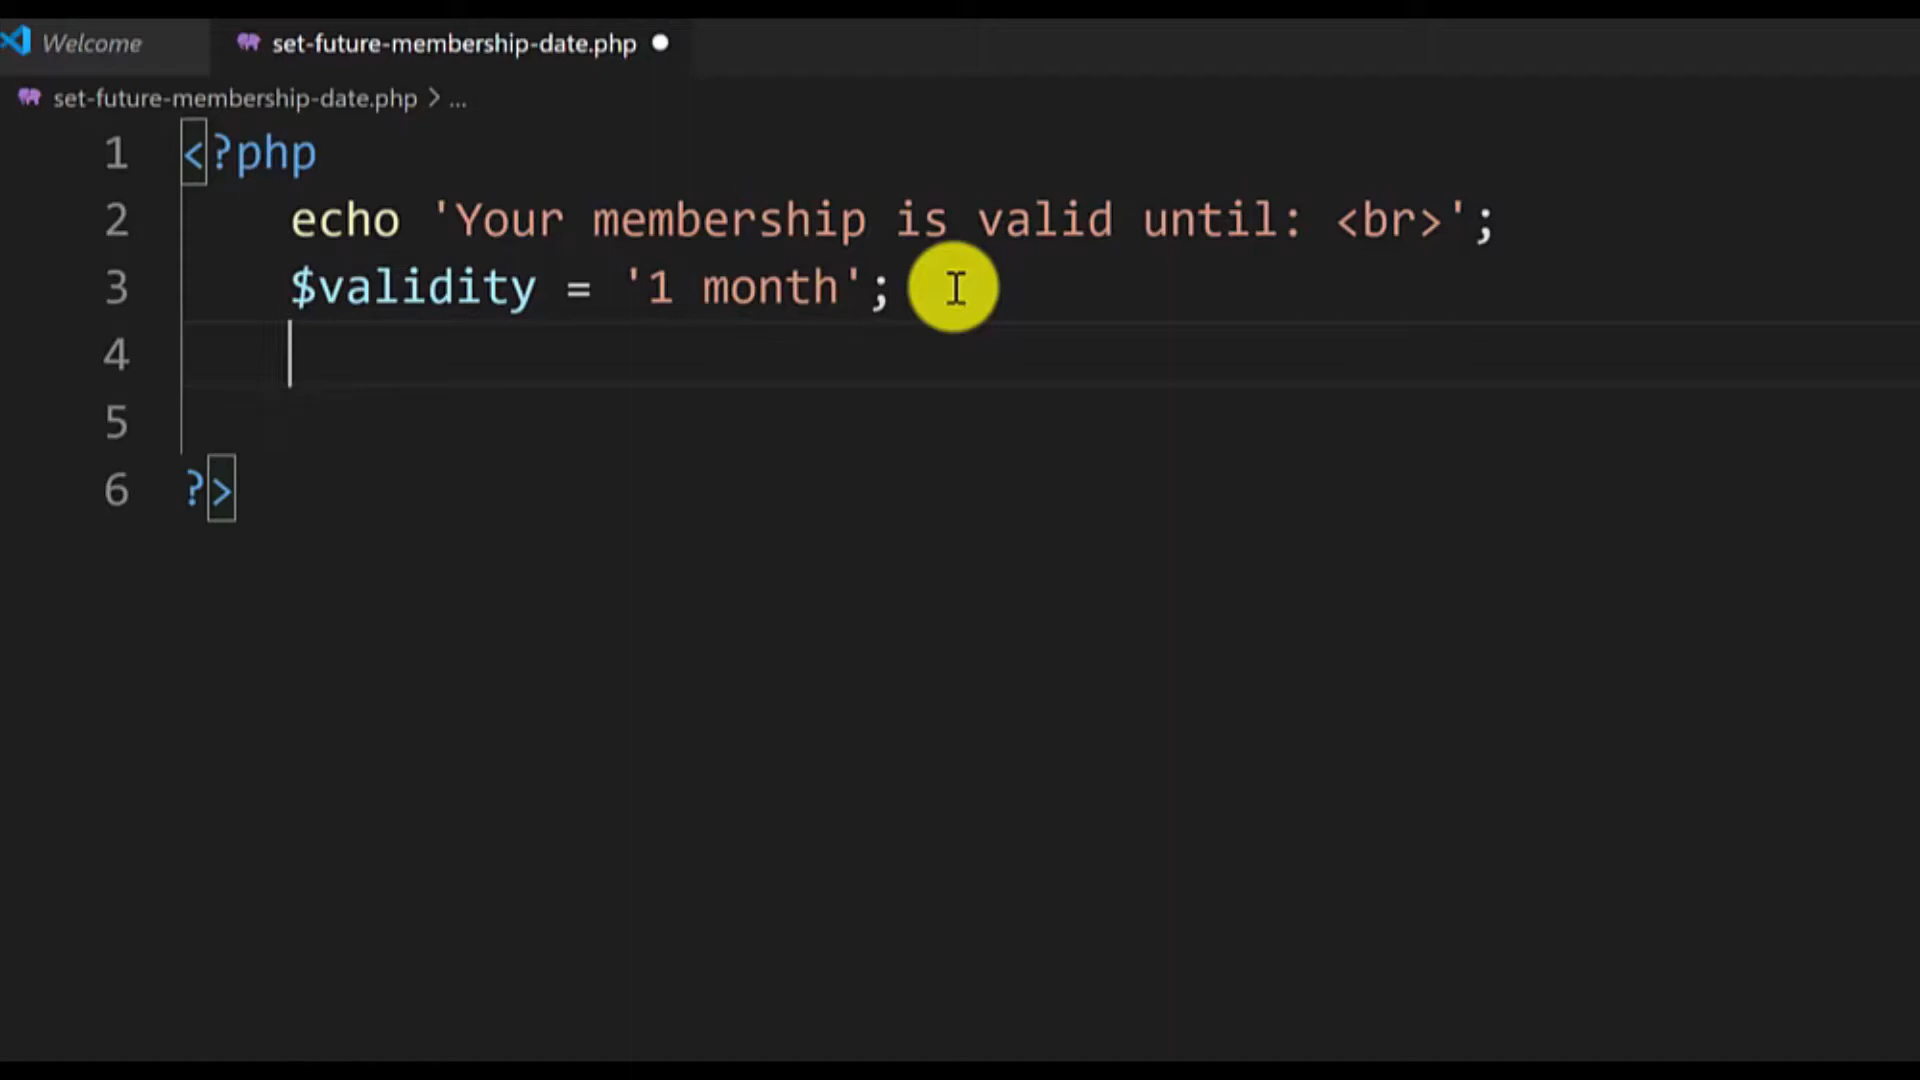 Welcome
set-future-membership-date.php
set-future-membership-date.php > ...
1 <?php
2 echo 'Your membership is valid until: <br>';
3 $validity = '1 month';
4
5
6 ?>